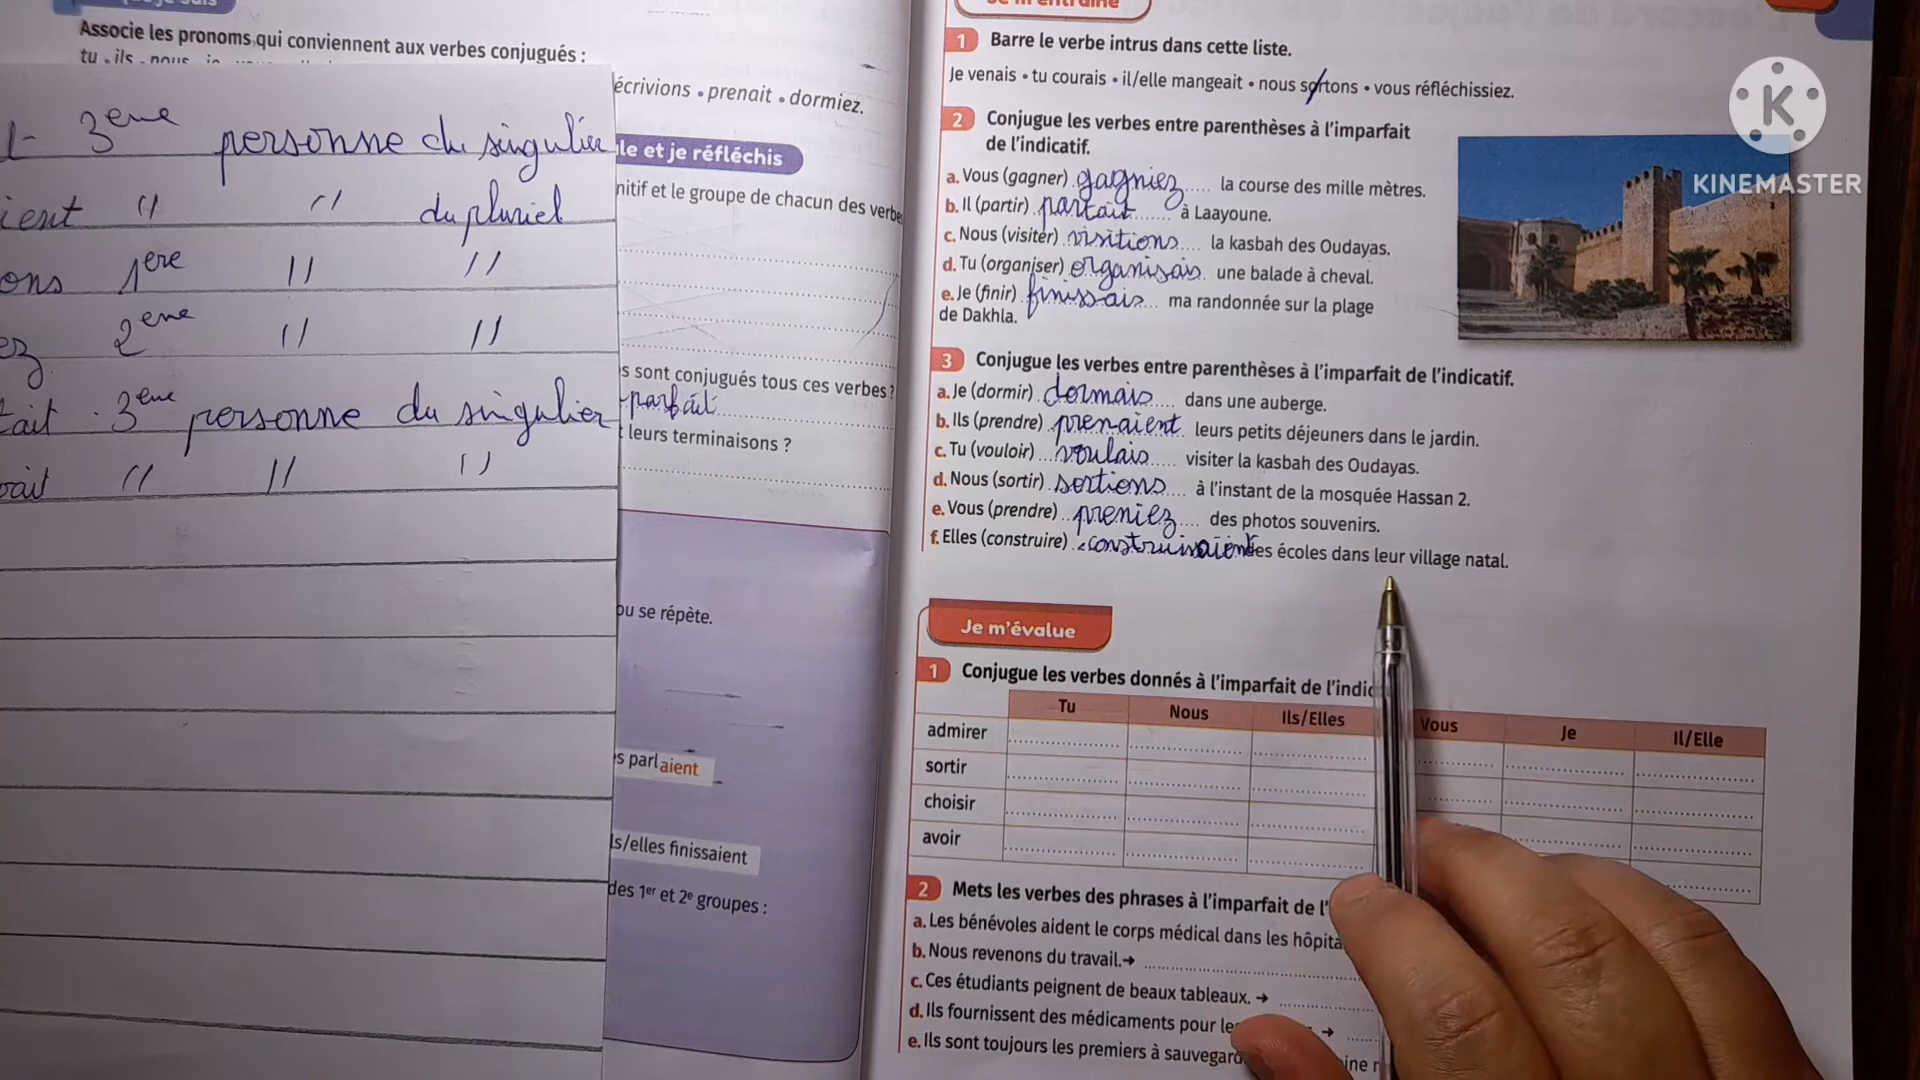 Associe les pronoms qui conviennent aux verbes conjugués :
écrivions • prenait • dormiez.
3eme personne du singulier
ient " " du pluriel
ons 1ere " "
ez 2eme " "
tait 3eme personne du singulier
" " "
le et je réfléchis
nitif et le groupe de chacun des verbes
s sont conjugués tous ces verbes ?
t leurs terminaisons ?
ou se répète.
s parlaient
ls/elles finissaient
des 1er et 2e groupes :
1 Barre le verbe intrus dans cette liste.
Je venais • tu courais • il/elle mangeait • nous sortons • vous réfléchissiez.
2 Conjugue les verbes entre parenthèses à l'imparfait
de l'indicatif.
a. Vous (gagner) gagniez la course des mille mètres.
b. Il (partir) partait à Laayoune.
c. Nous (visiter) visitions la kasbah des Oudayas.
d. Tu (organiser) organisais une balade à cheval.
e. Je (finir) finissais ma randonnée sur la plage
de Dakhla.
3 Conjugue les verbes entre parenthèses à l'imparfait de l'indicatif.
a. Je (dormir) dormais dans une auberge.
b. Ils (prendre) prenaient leurs petits déjeuners dans le jardin.
c. Tu (vouloir) voulais visiter la kasbah des Oudayas.
d. Nous (sortir) sortions à l'instant de la mosquée Hassan 2.
e. Vous (prendre) preniez des photos souvenirs.
f. Elles (construire) construisaient des écoles dans leur village natal.
Je m'évalue
1 Conjugue les verbes donnés à l'imparfait de l'indic
Tu Nous Ils/Elles Vous Je Il/Elle
admirer
sortir
choisir
avoir
2 Mets les verbes des phrases à l'imparfait de l'
a. Les bénévoles aident le corps médical dans les hôpita
b. Nous revenons du travail.→
c. Ces étudiants peignent de beaux tableaux. →
d. Ils fournissent des médicaments pour le →
e. Ils sont toujours les premiers à sauvegard ine
K
KINEMASTER